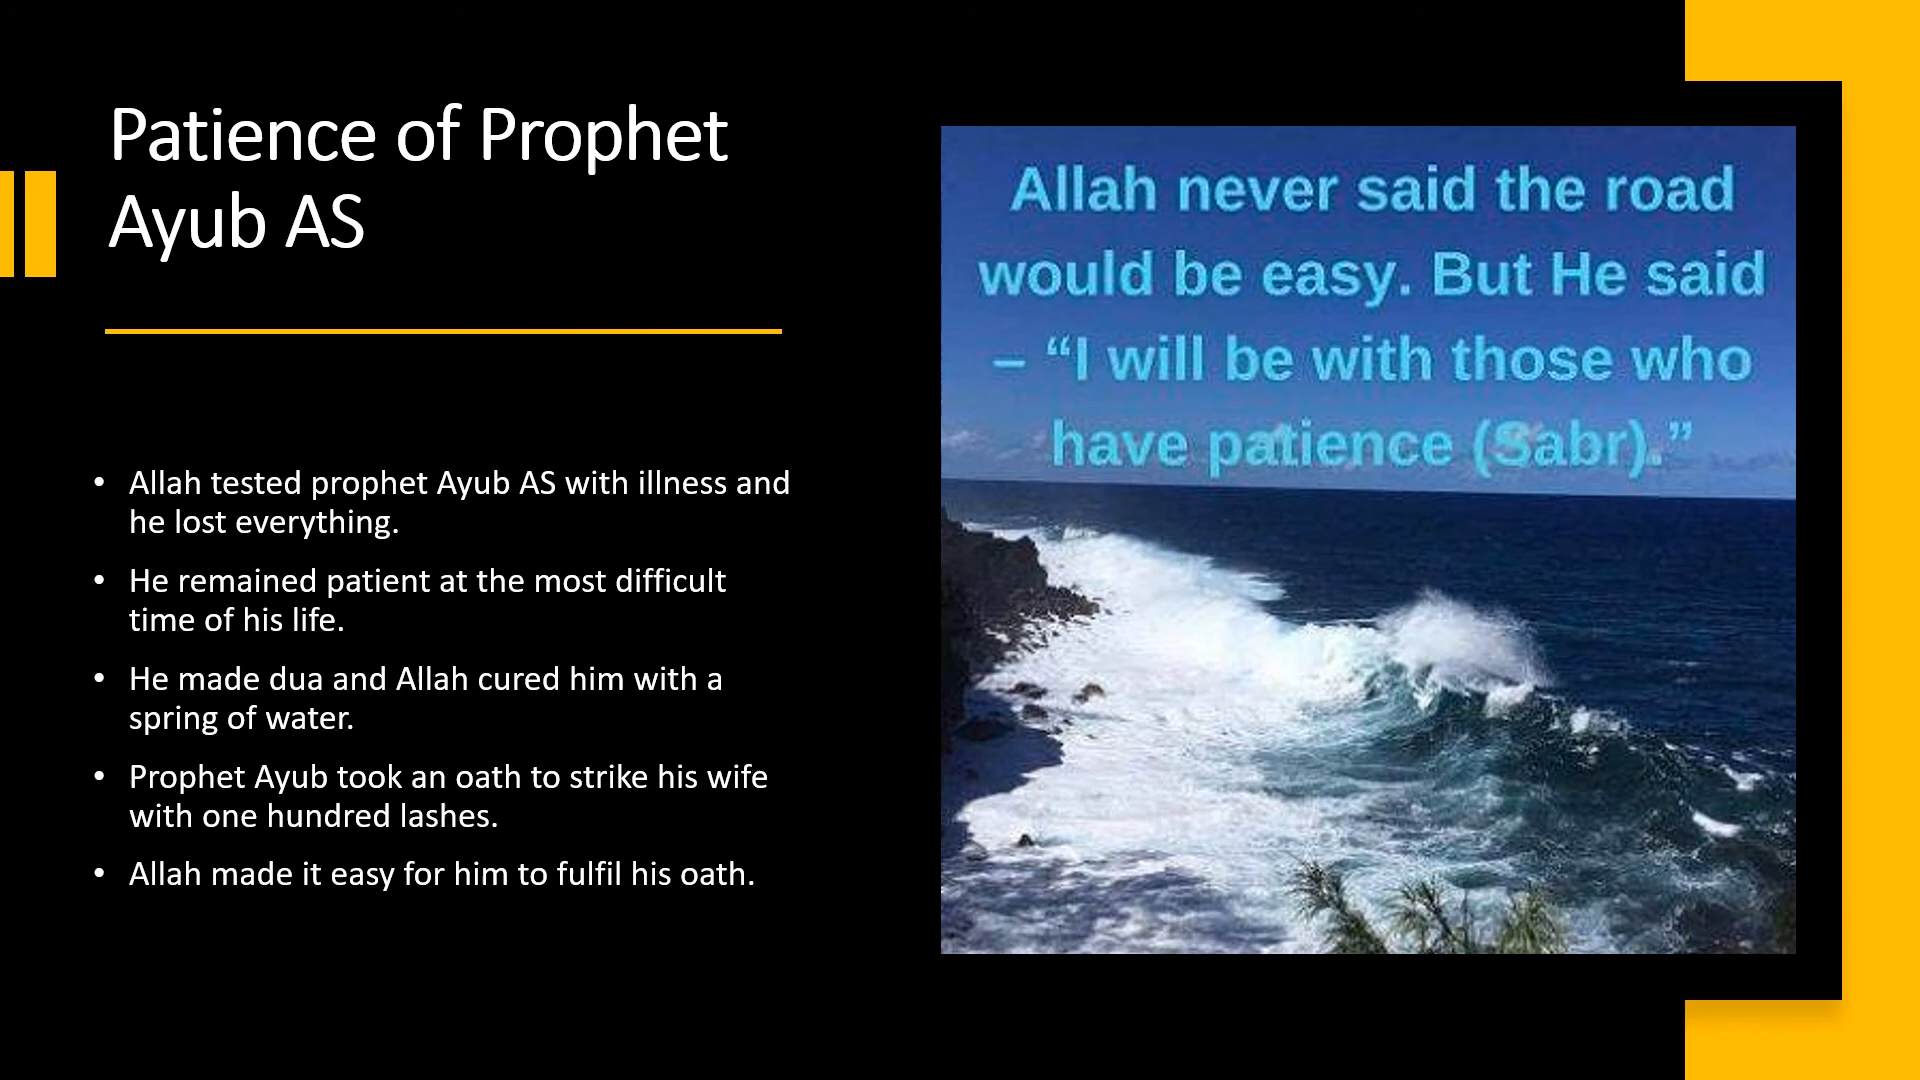 Patience of Prophet
Ayub AS
• Allah tested prophet Ayub AS with illness and
he lost everything.
• He remained patient at the most difficult
time of his life.
• He made dua and Allah cured him with a
spring of water.
• Prophet Ayub took an oath to strike his wife
with one hundred lashes.
• Allah made it easy for him to fulfil his oath.
Allah never said the road
would be easy. But He said
– “I will be with those who
have patience (Sabr).”